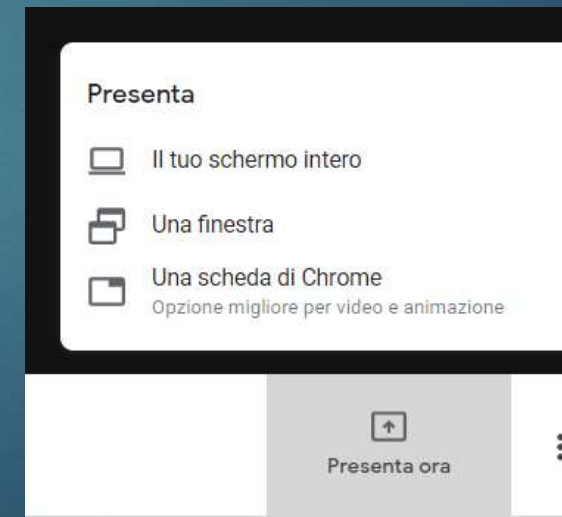 Presenta
Il tuo schermo intero
Una finestra
Una scheda di Chrome
Opzione migliore per video e animazione
Presenta ora